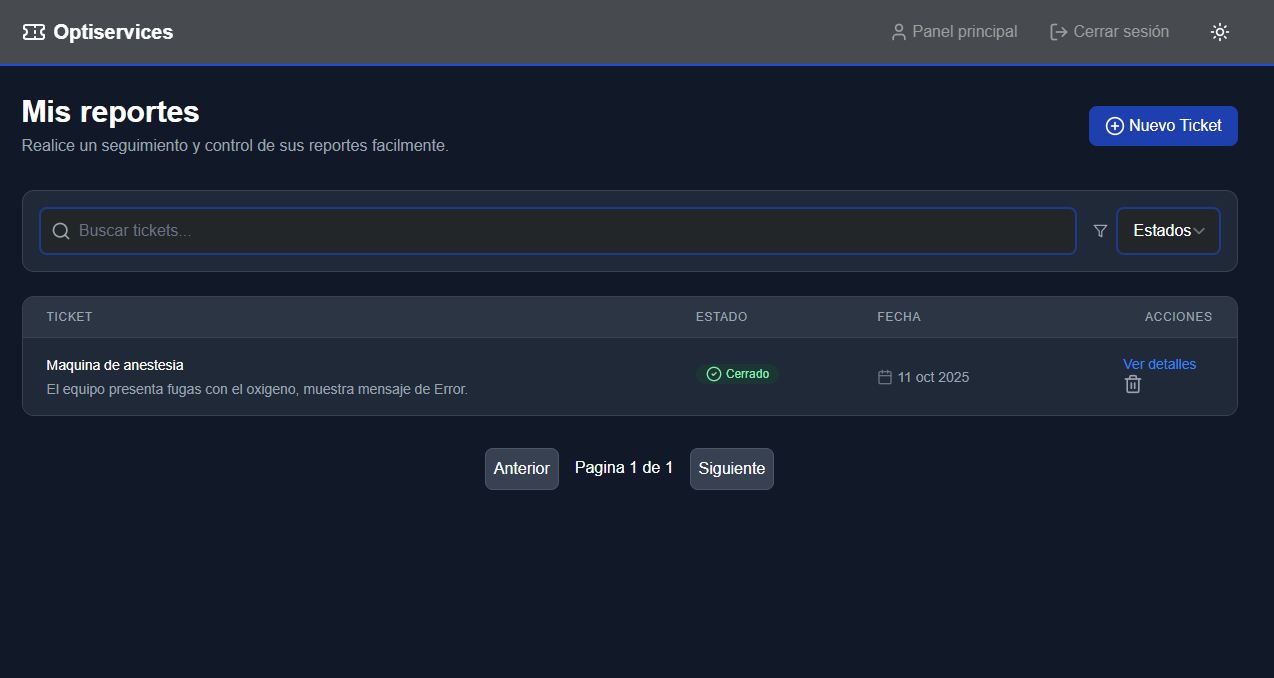 Optiservices
Panel principal
Cerrar sesión
Mis reportes
Realice un seguimiento y control de sus reportes facilmente.
Nuevo Ticket
Buscar tickets...
Estados
TICKET ESTADO FECHA ACCIONES
Maquina de anestesia
El equipo presenta fugas con el oxigeno, muestra mensaje de Error.
Cerrado
11 oct 2025
Ver detalles
Anterior Pagina 1 de 1 Siguiente